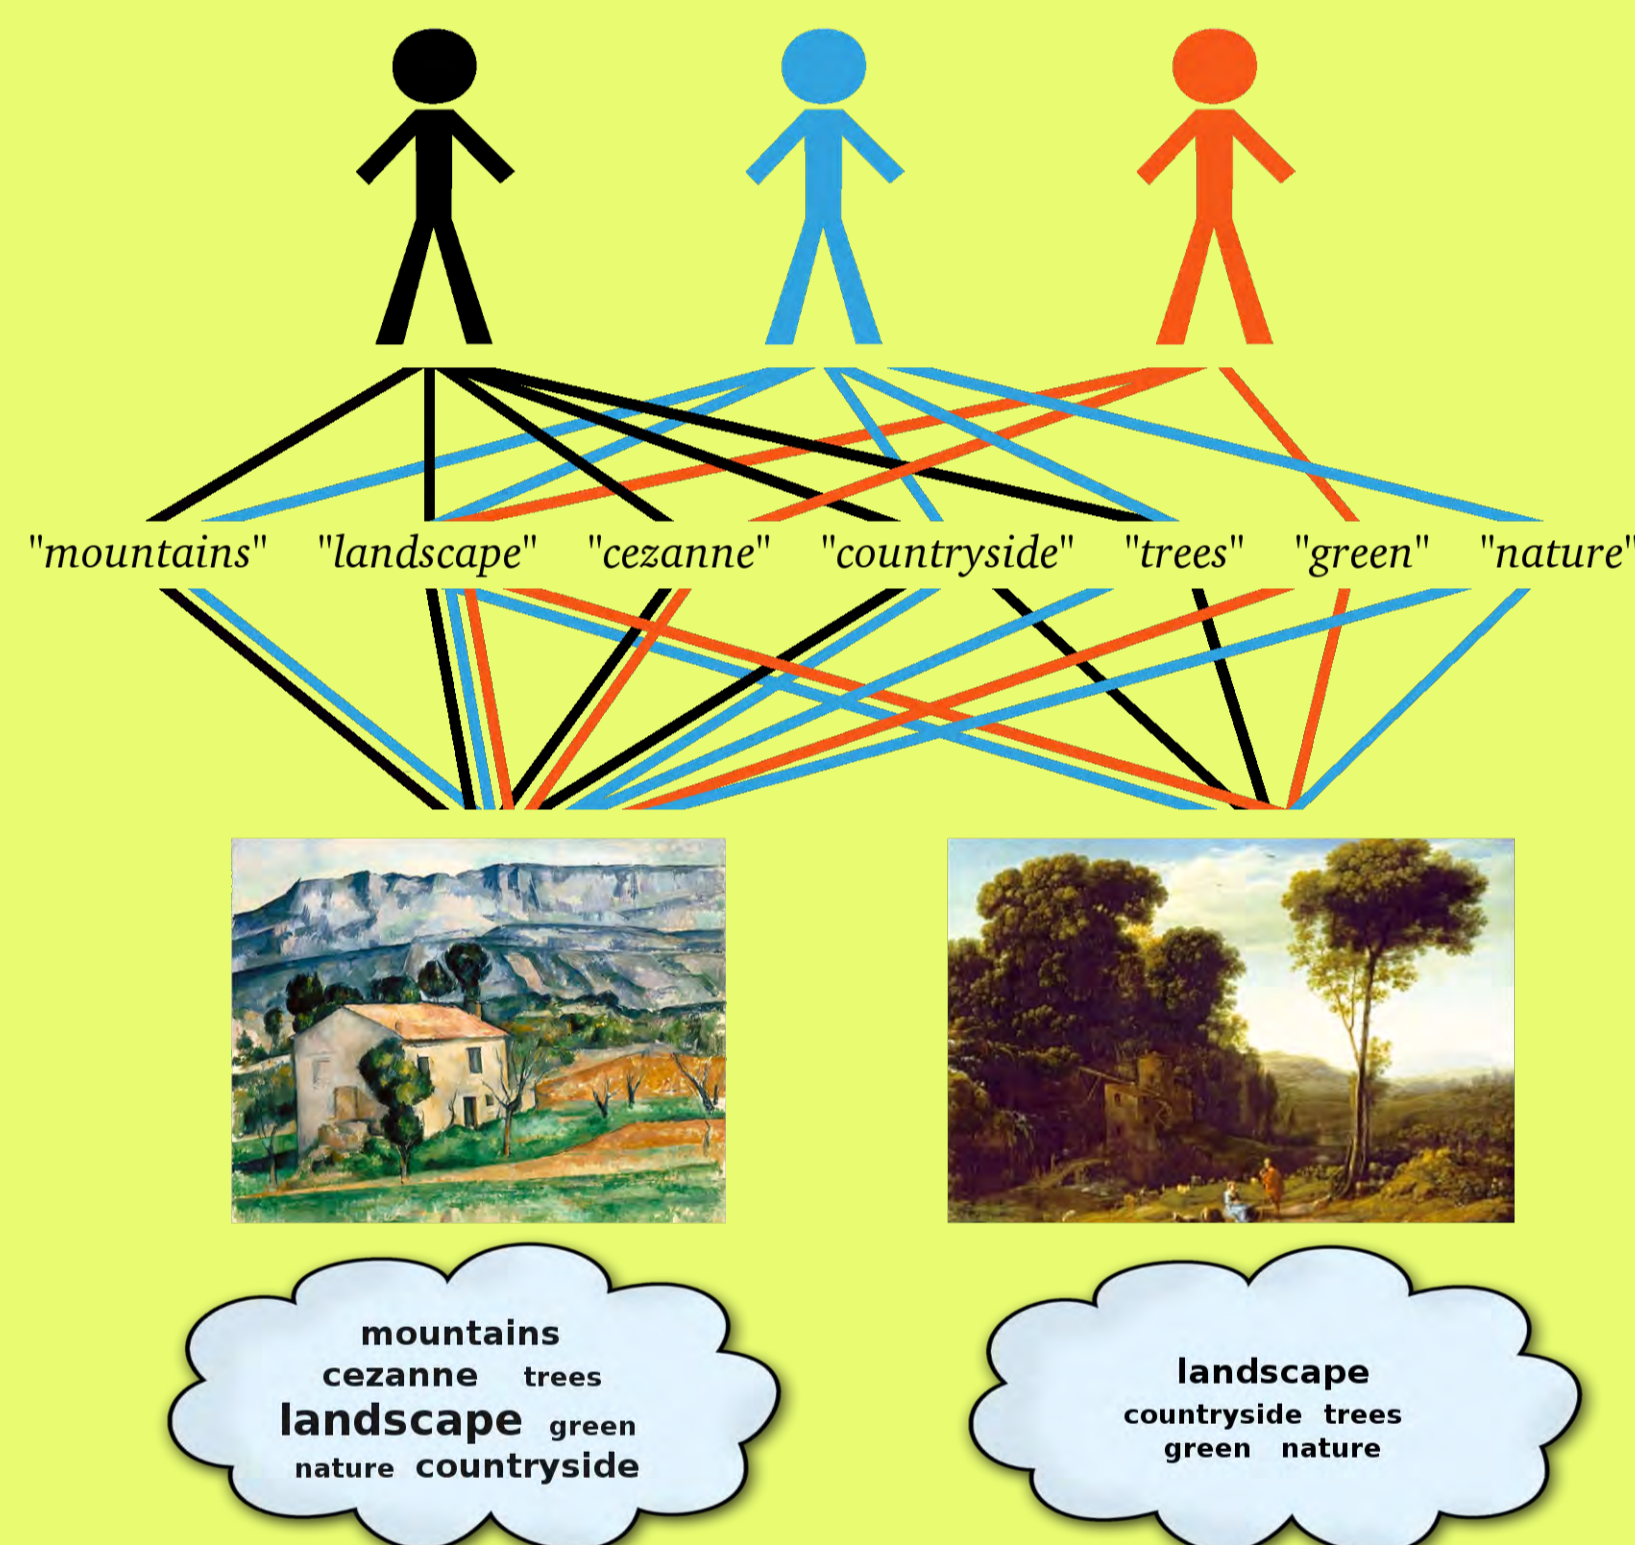 "mountains" "landscape" "cezanne" "countryside" "trees" "green" "nature"
mountains
cezanne trees
landscape green
nature countryside
landscape
countryside trees
green nature